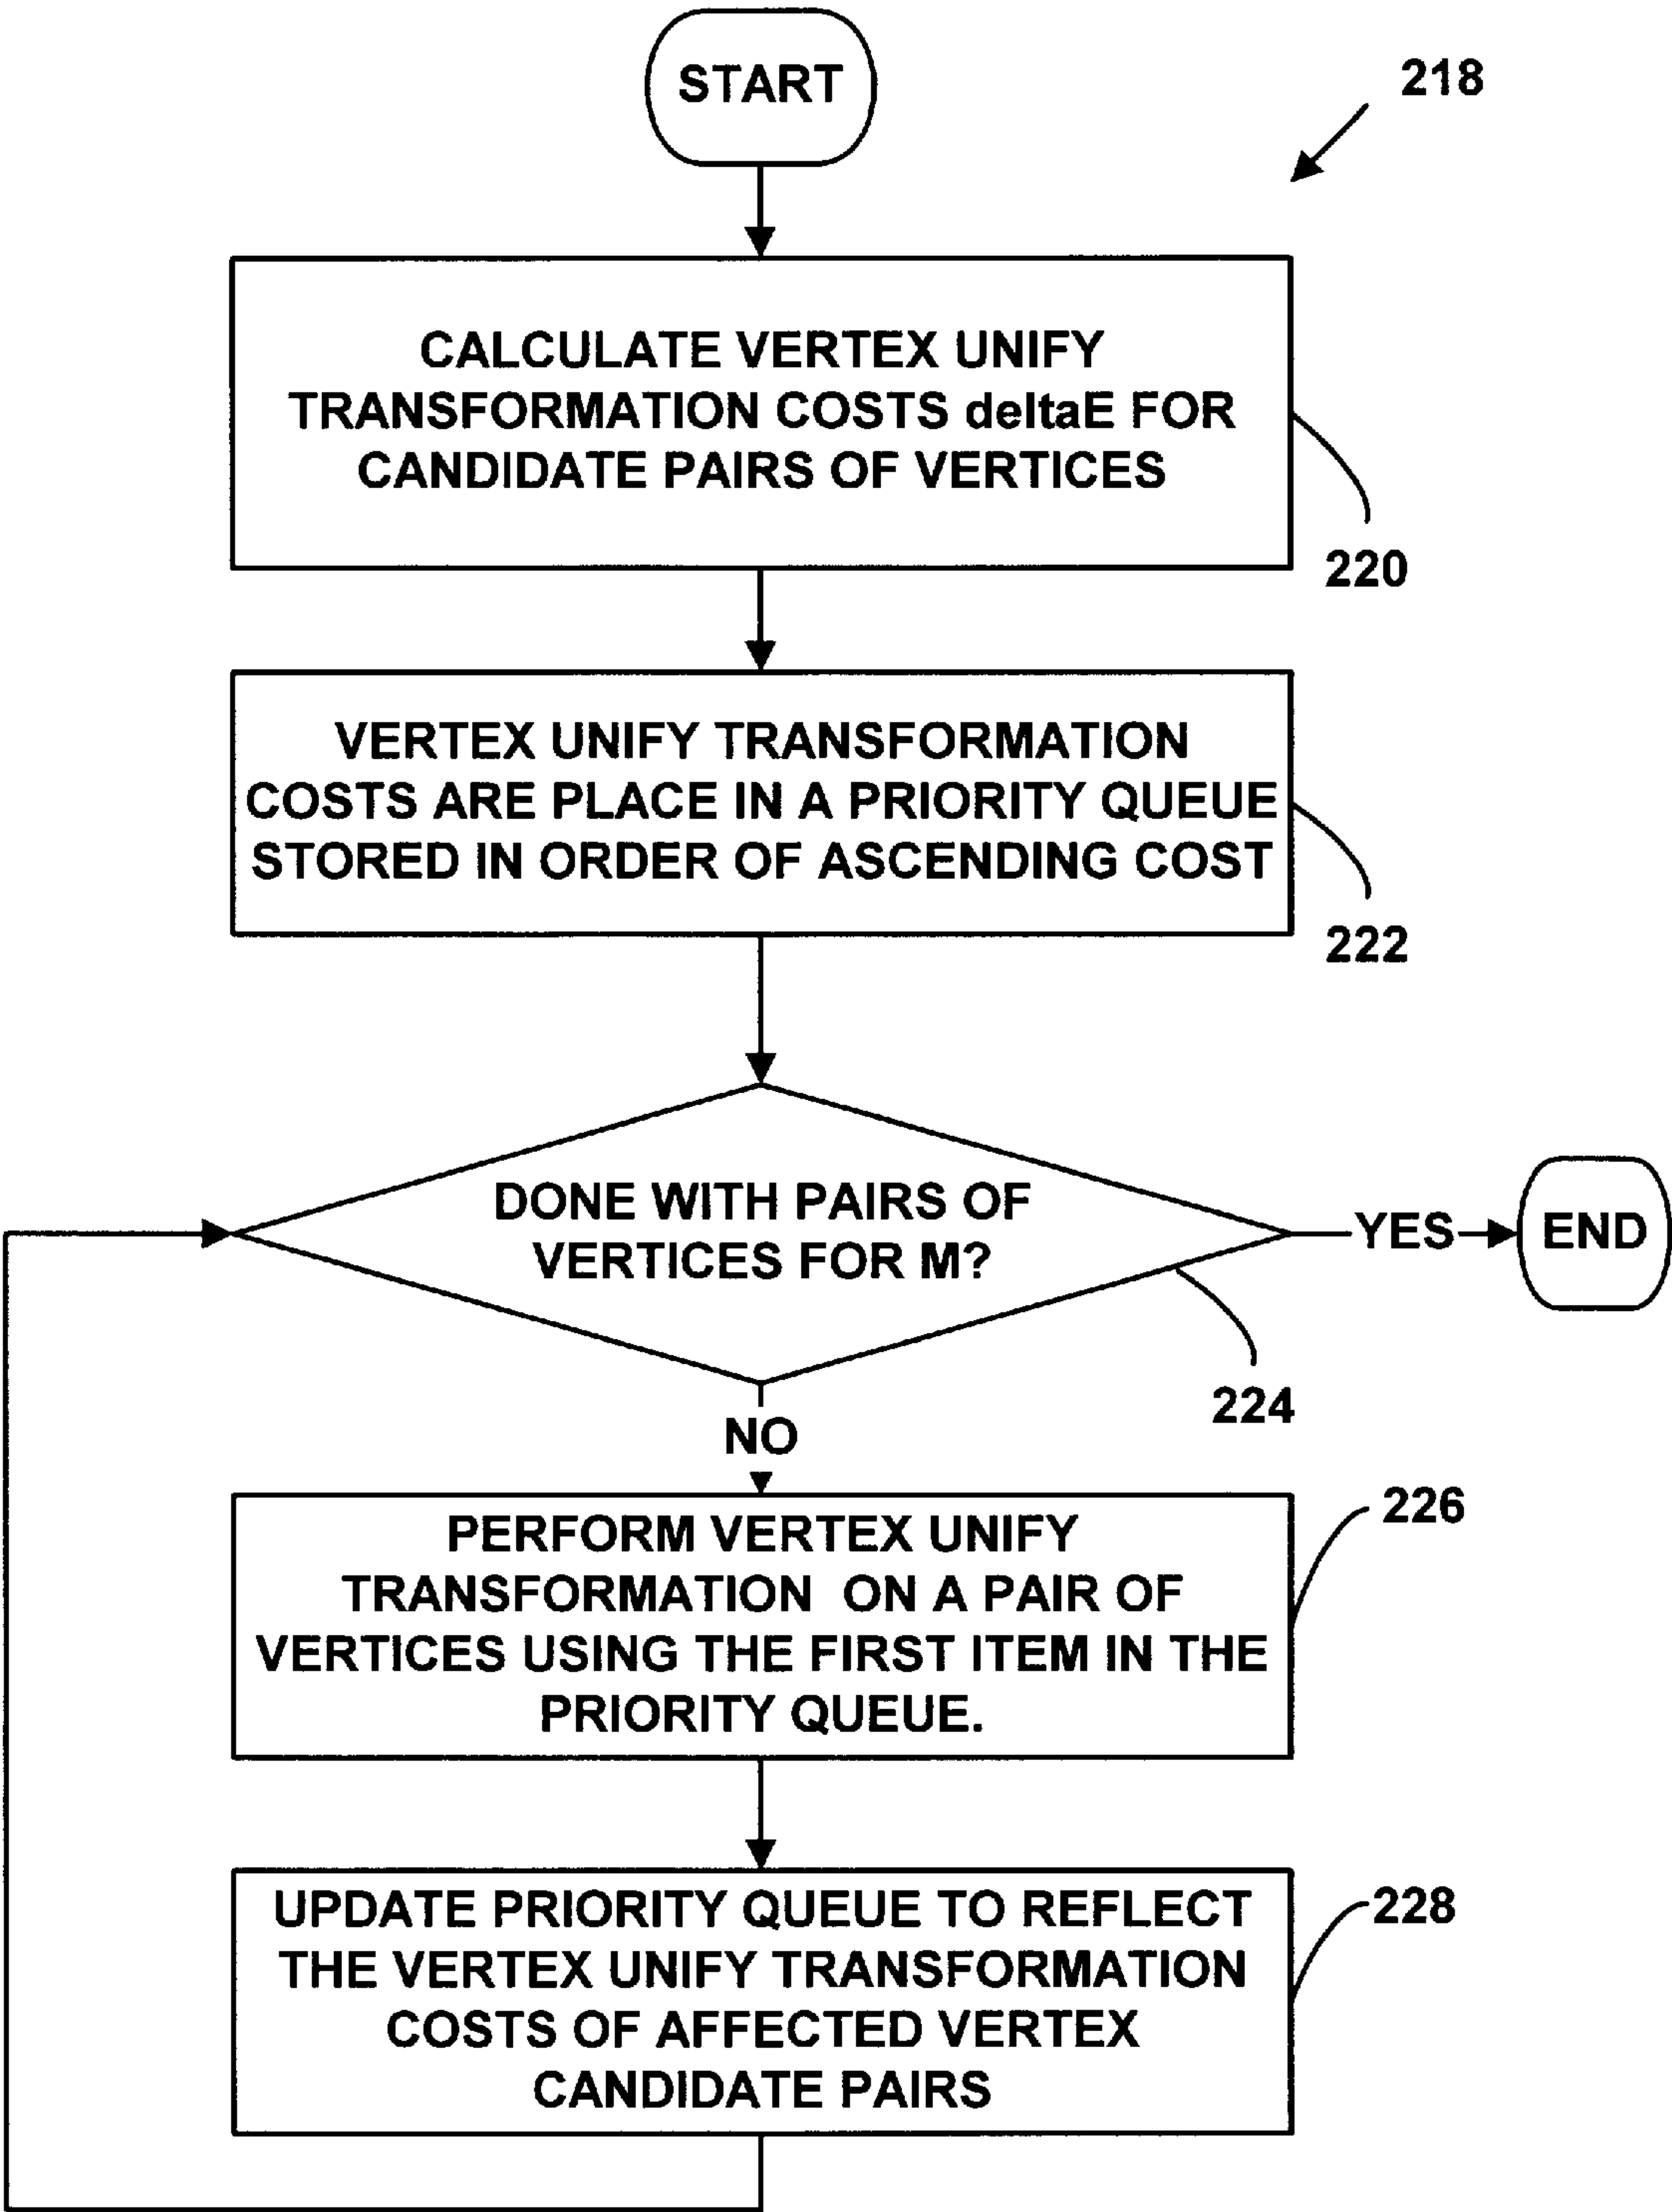 START
218
CALCULATE VERTEX UNIFY
TRANSFORMATION COSTS deltaE FOR
CANDIDATE PAIRS OF VERTICES
220
VERTEX UNIFY TRANSFORMATION
COSTS ARE PLACE IN A PRIORITY QUEUE
STORED IN ORDER OF ASCENDING COST
222
DONE WITH PAIRS OF
VERTICES FOR M?
YES
END
224
NO
226
PERFORM VERTEX UNIFY
TRANSFORMATION ON A PAIR OF
VERTICES USING THE FIRST ITEM IN THE
PRIORITY QUEUE.
228
UPDATE PRIORITY QUEUE TO REFLECT
THE VERTEX UNIFY TRANSFORMATION
COSTS OF AFFECTED VERTEX
CANDIDATE PAIRS